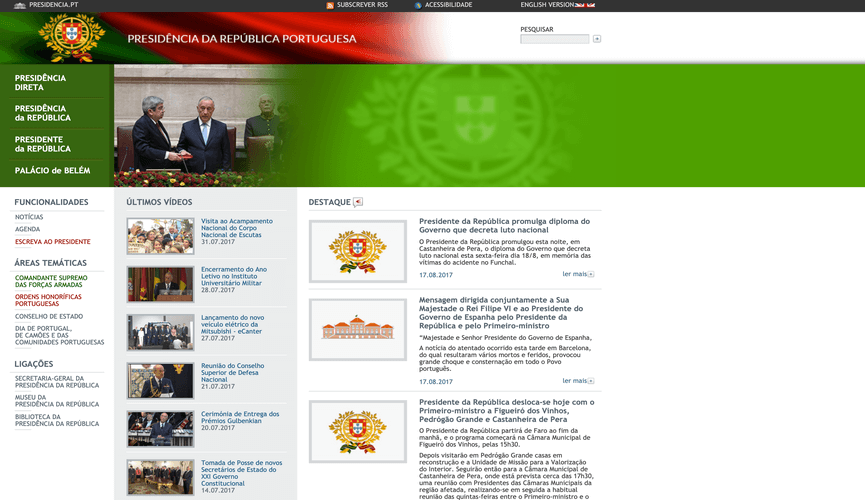 PRESIDENCIA.PT
SUBSCREVER RSS
ACESSIBILIDADE
ENGLISH VERSION
PRESIDÊNCIA DA REPÚBLICA PORTUGUESA
PESQUISAR
PRESIDÊNCIA
DIRETA
PRESIDÊNCIA
da REPÚBLICA
PRESIDENTE
da REPÚBLICA
PALÁCIO de BELÉM
FUNCIONALIDADES
NOTÍCIAS
AGENDA
ESCREVA AO PRESIDENTE
ÁREAS TEMÁTICAS
COMANDANTE SUPREMO
DAS FORÇAS ARMADAS
ORDENS HONORÍFICAS
PORTUGUESAS
CONSELHO DE ESTADO
DIA DE PORTUGAL,
DE CAMÕES E DAS
COMUNIDADES PORTUGUESAS
LIGAÇÕES
SECRETARIA-GERAL DA
PRESIDÊNCIA DA REPÚBLICA
MUSEU DA
PRESIDÊNCIA DA REPÚBLICA
BIBLIOTECA DA
PRESIDÊNCIA DA REPÚBLICA
ÚLTIMOS VÍDEOS
Visita ao Acampamento
Nacional do Corpo
Nacional de Escutas
31.07.2017
Encerramento do Ano
Letivo no Instituto
Universitário Militar
28.07.2017
Lançamento do novo
veículo elétrico da
Mitsubishi - eCanter
27.07.2017
Reunião do Conselho
Superior de Defesa
Nacional
21.07.2017
Cerimónia de Entrega dos
Prémios Gulbenkian
20.07.2017
Tomada de Posse de novos
Secretários de Estado do
XXI Governo
Constitucional
14.07.2017
DESTAQUE
Presidente da República promulga diploma do
Governo que decreta luto nacional
O Presidente da República promulgou esta noite, em
Castanheira de Pera, o diploma do Governo que decreta
luto nacional esta sexta-feira dia 18/8, em memória das
vítimas do acidente no Funchal.
17.08.2017
ler mais
Mensagem dirigida conjuntamente a Sua
Majestade o Rei Filipe VI e ao Presidente do
Governo de Espanha pelo Presidente da
República e pelo Primeiro-ministro
“Majestade e Senhor Presidente do Governo de Espanha,
A notícia do atentado ocorrido esta tarde em Barcelona,
do qual resultaram vários mortos e feridos, provocou
grande choque e consternação em todo o Povo
português.
17.08.2017
ler mais
Presidente da República desloca-se hoje com o
Primeiro-ministro a Figueiró dos Vinhos,
Pedrógão Grande e Castanheira de Pera
O Presidente da República partirá de Faro ao fim da
manhã, e o programa começará na Câmara Municipal de
Figueiró dos Vinhos, pelas 15h30.
Depois visitarão em Pedrógão Grande casas em
reconstrução e a Unidade de Missão para a Valorização
do Interior. Seguirão então para a Câmara Municipal de
Castanheira de Pera, onde está prevista cerca das 17h30,
uma reunião com Presidentes das Câmaras Municipais da
região afetada, realizando-se em seguida a habitual
reunião das quintas-feiras entre o Primeiro-ministro e o